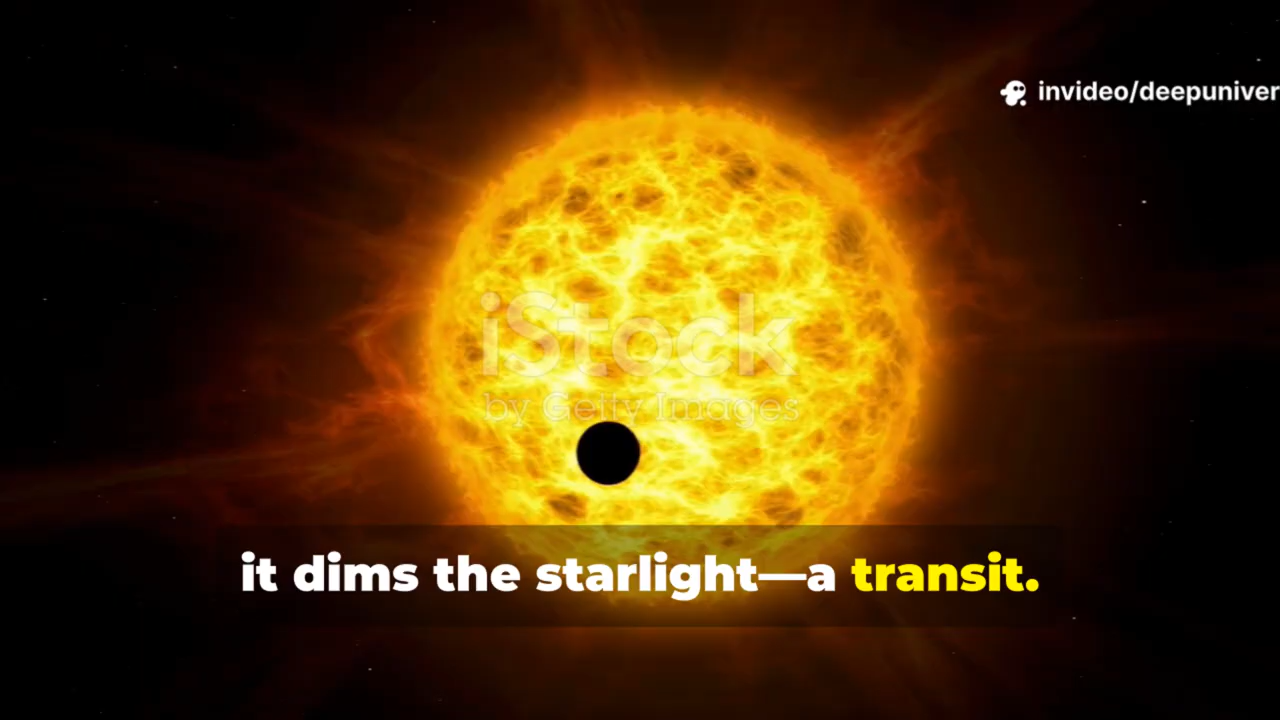 invideo/deepuniver
iStock
by Getty Images
it dims the starlight—a transit.